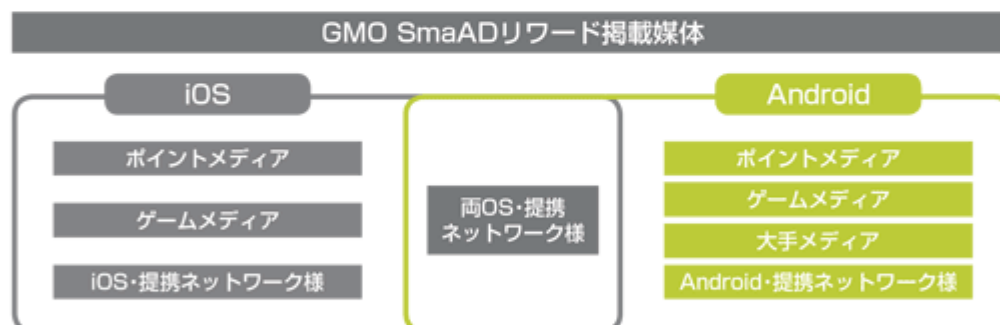 GMO SmaADリワード掲載媒体
iOS
ポイントメディア
ゲームメディア
iOS･提携ネットワーク様
両OS･提携
ネットワーク様
Android
ポイントメディア
ゲームメディア
大手メディア
Android･提携ネットワーク様